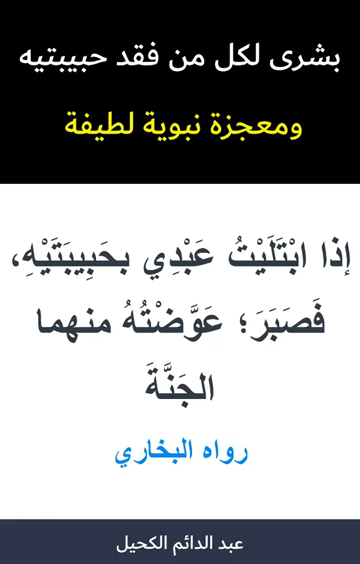 بشرى لكل من فقد حبيبتيه
ومعجزة نبوية لطيفة
إذا ابْتَلَيْتُ عَبْدِي بحَبِيبَتَيْهِ،
فَصَبَرَ؛ عَوَّضْتُهُ منهما
الجَنَّةَ
رواه البخاري
عبد الدائم الكحيل